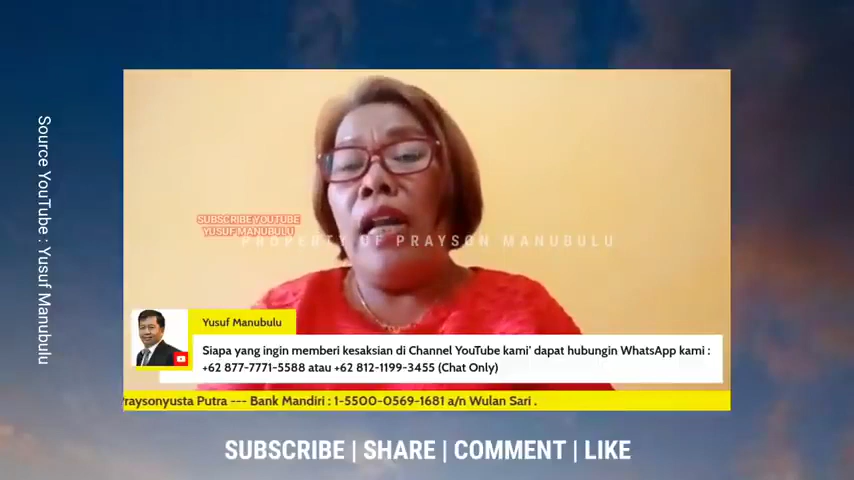 Source YouTube : Yusuf Manubulu
SUBSCRIBE YOUTUBE
YUSUF MANUBULU
PROPERTY OF PRAYSON MANUBULU
Yusuf Manubulu
Siapa yang ingin memberi kesaksian di Channel YouTube kami' dapat hubungin WhatsApp kami :
+62 877-7771-5588 atau +62 812-1199-3455 (Chat Only)
Praysonyusta Putra --- Bank Mandiri : 1-5500-0569-1681 a/n Wulan Sari .
SUBSCRIBE | SHARE | COMMENT | LIKE